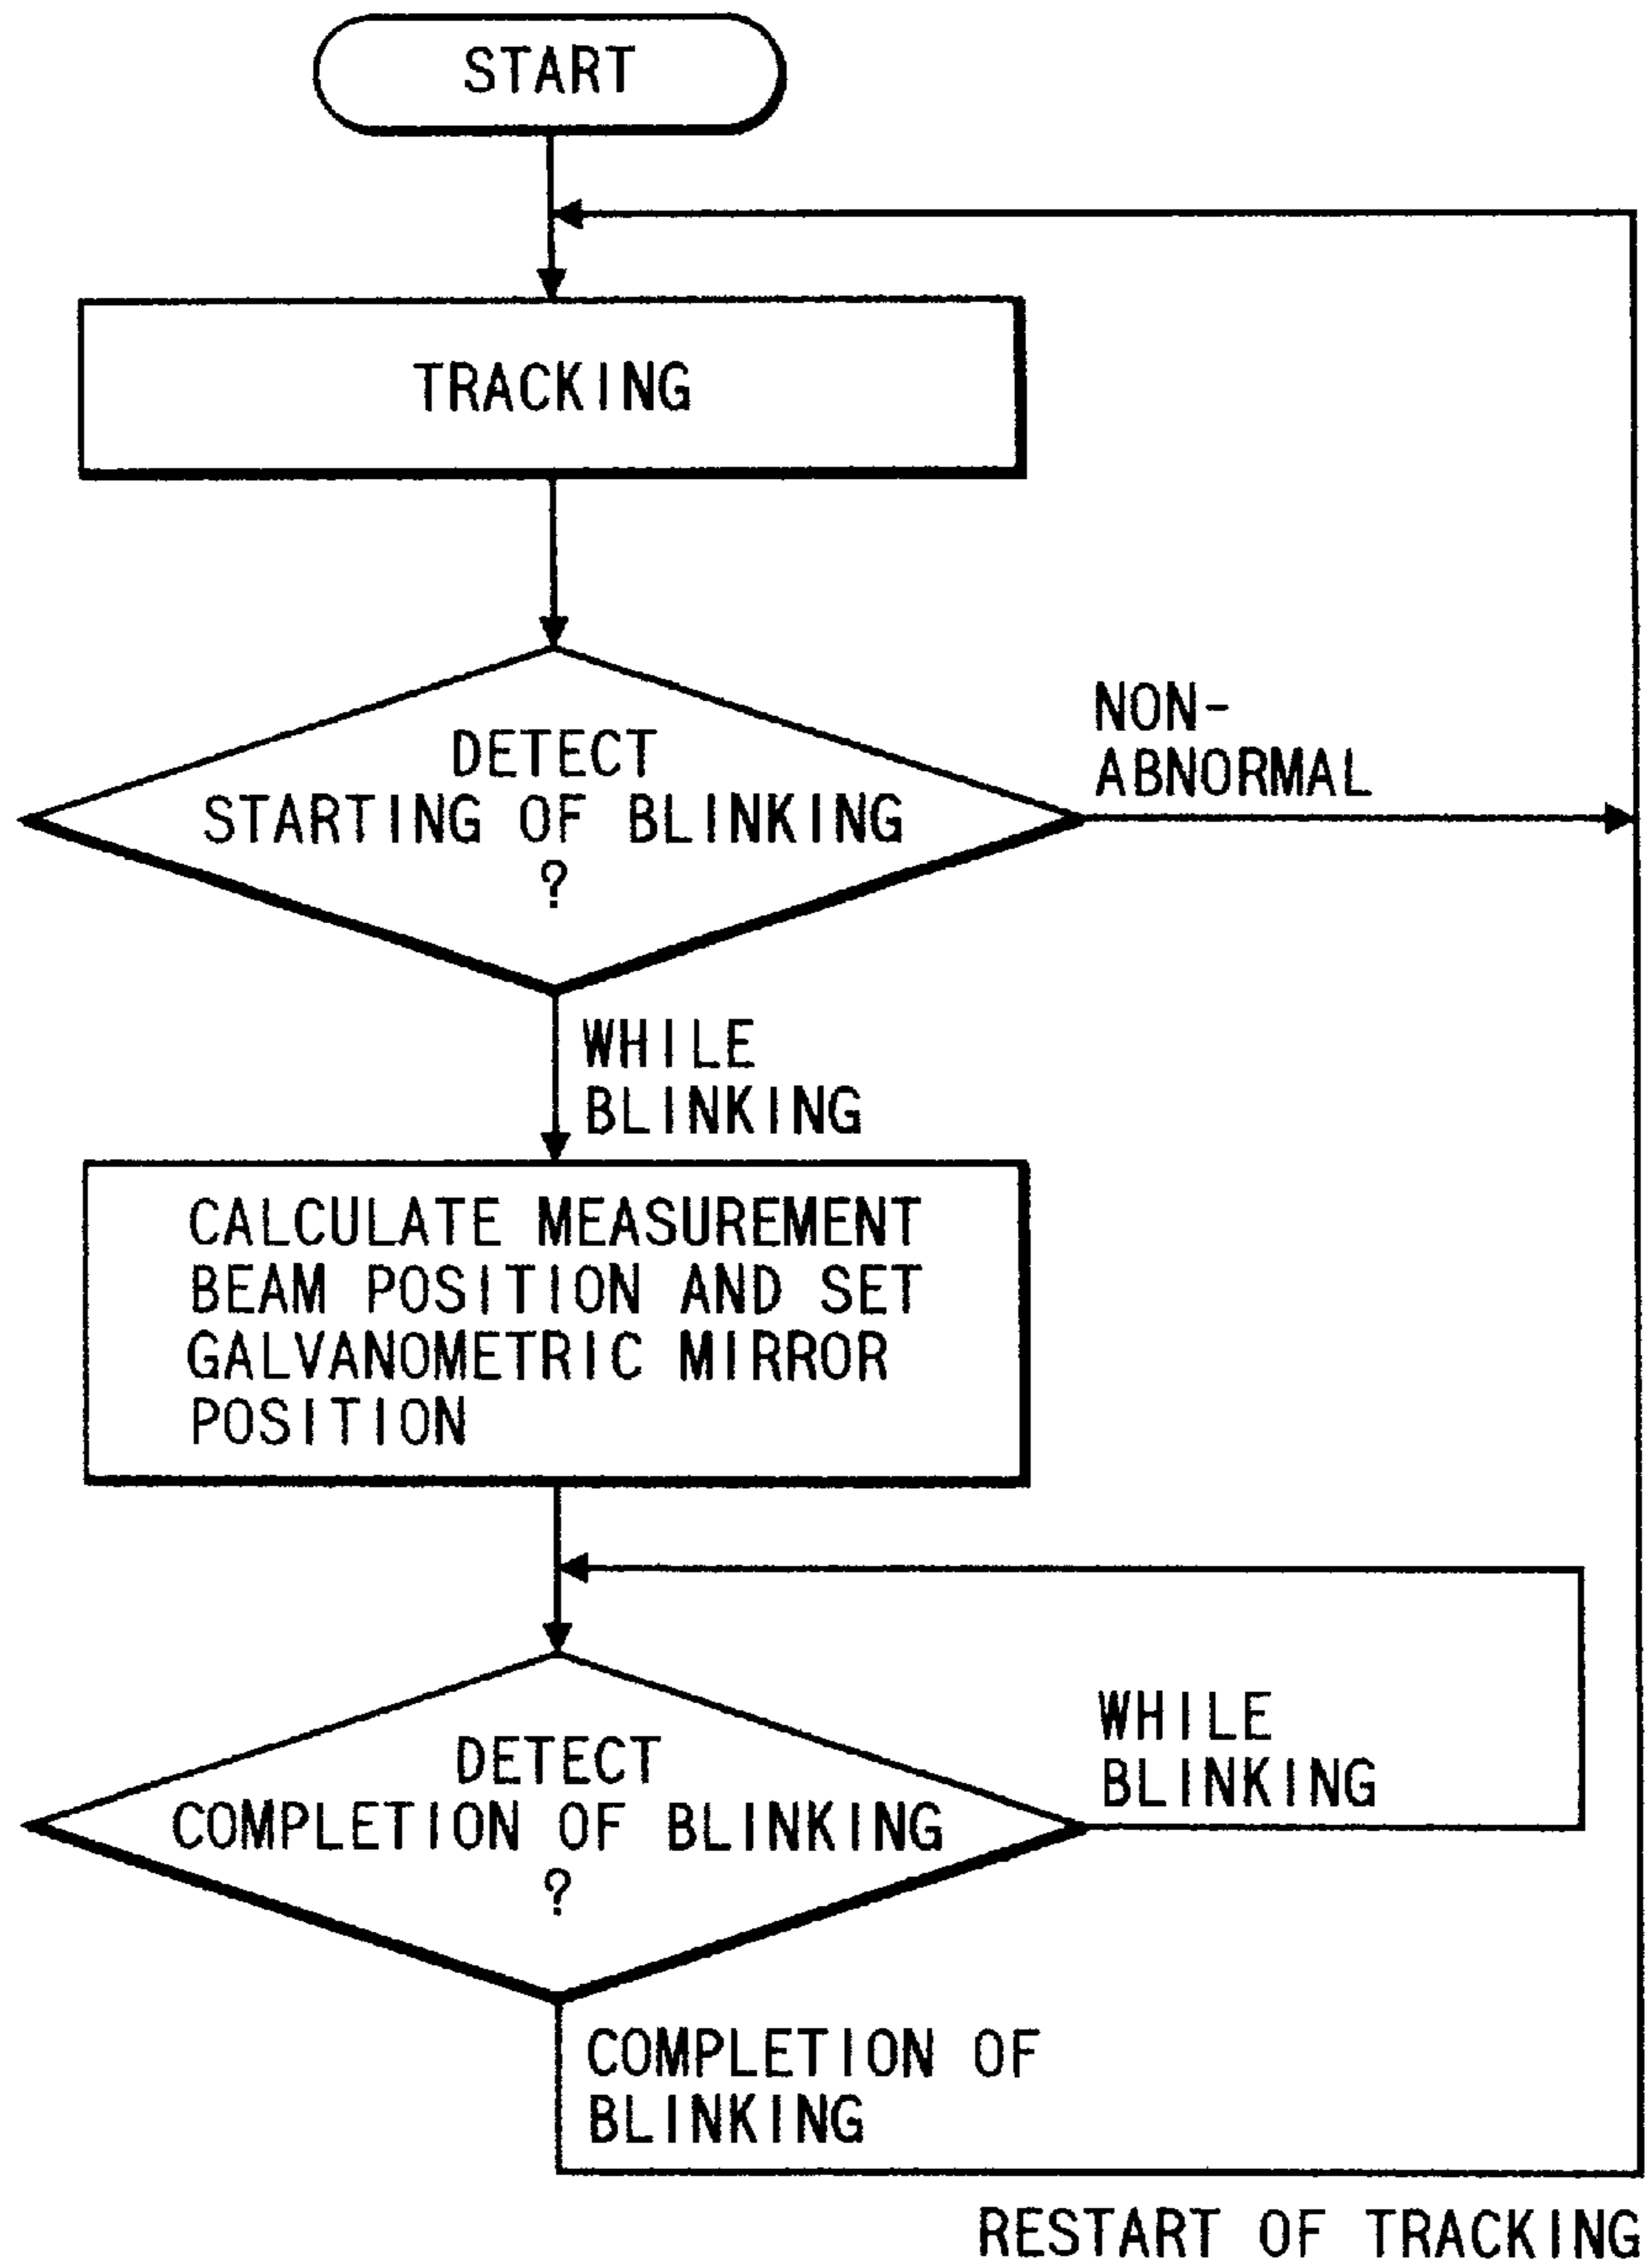 START
TRACKING
DETECT
STARTING OF BLINKING
?
NON-
ABNORMAL
WHILE
BLINKING
CALCULATE MEASUREMENT
BEAM POSITION AND SET
GALVANOMETRIC MIRROR
POSITION
DETECT
COMPLETION OF BLINKING
?
WHILE
BLINKING
COMPLETION OF
BLINKING
RESTART OF TRACKING